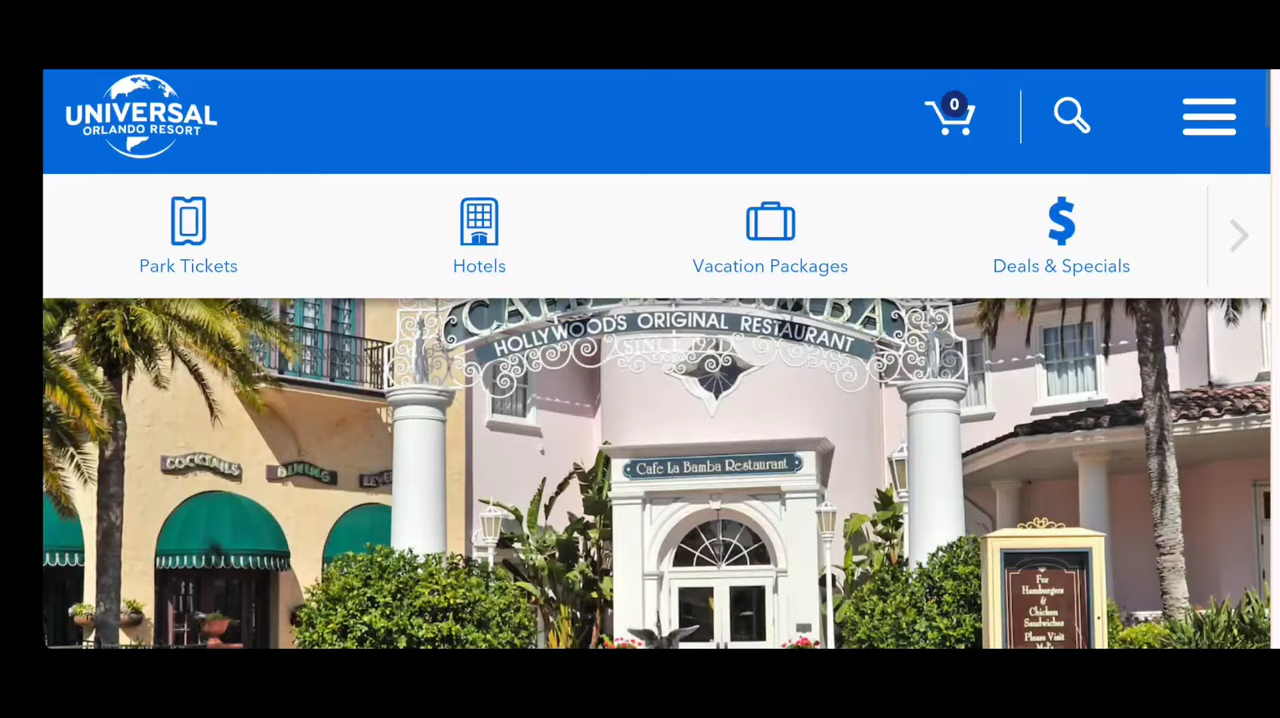 UNIVERSAL
ORLANDO RESORT
0
Park Tickets
Hotels
Vacation Packages
Deals & Specials
HOLLYWOOD'S ORIGINAL RESTAURANT
COCKTAILS
DINING
Cafe La Bamba Restaurant
For
Hamburgers
&
Chicken
Sandwiches
Please Visit